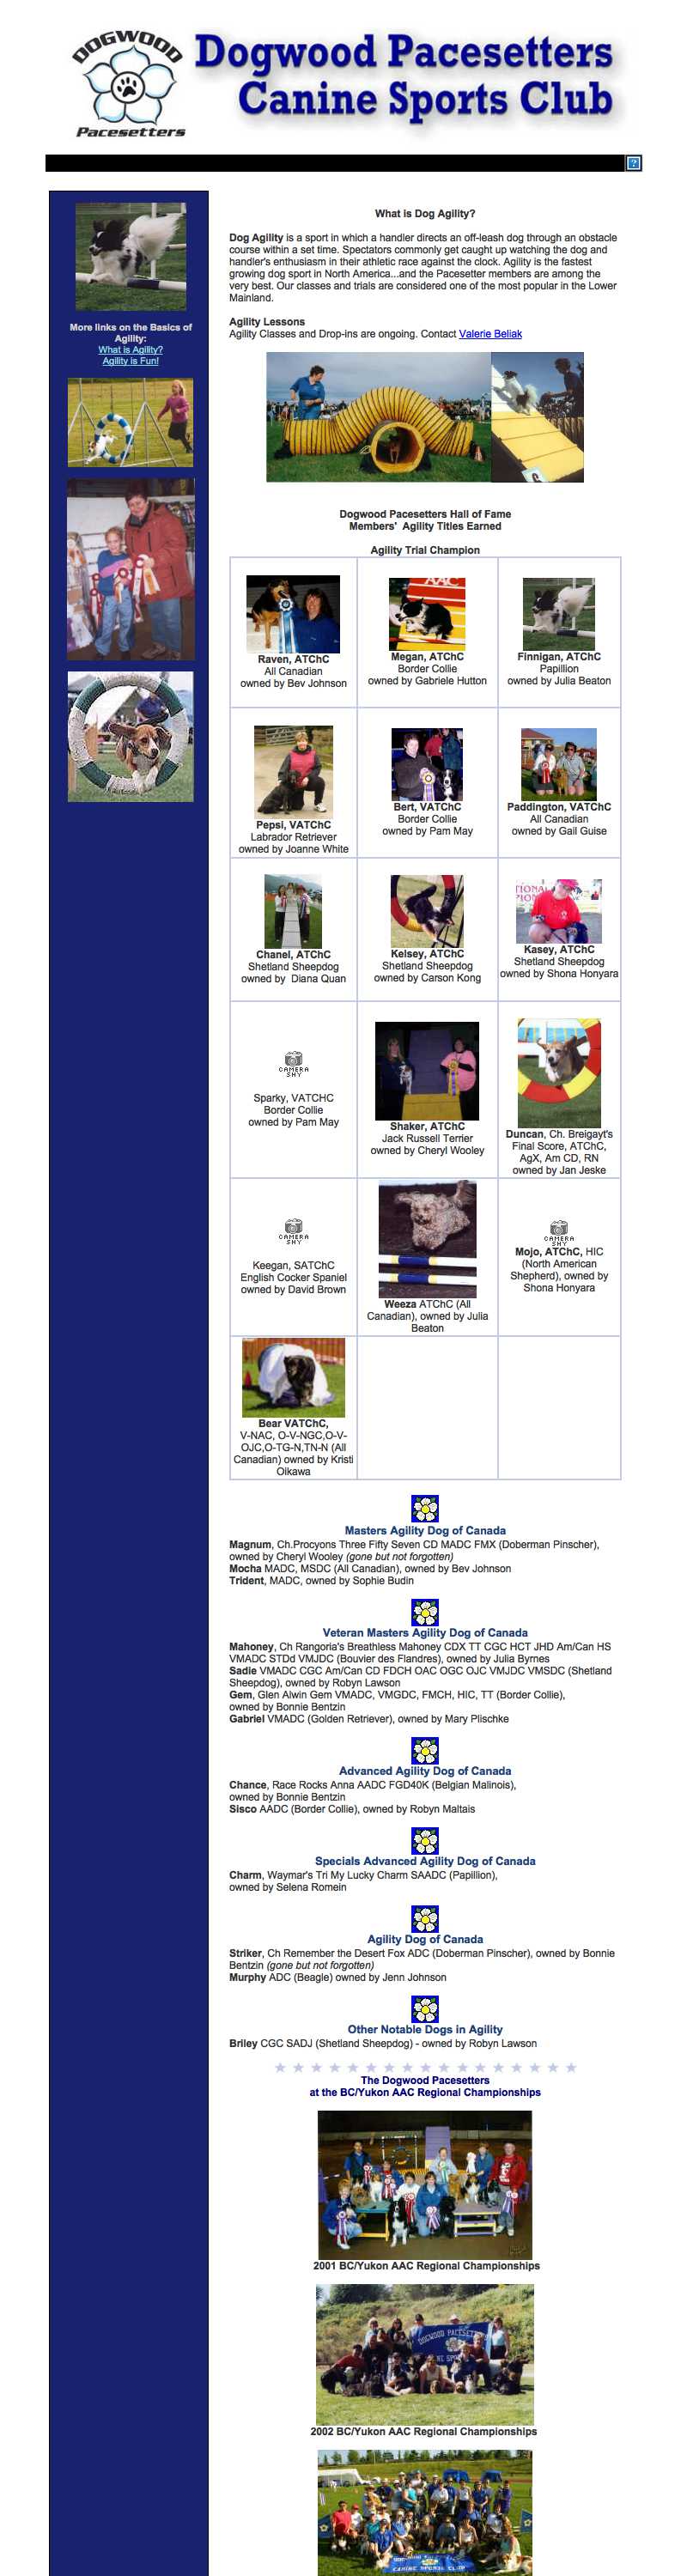 DOGWOOD
Pacesetters
Dogwood Pacesetters
Canine Sports Club
More links on the Basics of
Agility:
What is Agility?
Agility is Fun!
What is Dog Agility?
Dog Agility is a sport in which a handler directs an off-leash dog through an obstacle
course within a set time. Spectators commonly get caught up watching the dog and
handler's enthusiasm in their athletic race against the clock. Agility is the fastest
growing dog sport in North America...and the Pacesetter members are among the
very best. Our classes and trials are considered one of the most popular in the Lower
Mainland.
Agility Lessons
Agility Classes and Drop-ins are ongoing. Contact Valerie Beliak
Dogwood Pacesetters Hall of Fame
Members' Agility Titles Earned
Agility Trial Champion
Raven, ATChC
All Canadian
owned by Bev Johnson
AAC
Megan, ATChC
Border Collie
owned by Gabriele Hutton
Finnigan, ATChC
Papillion
owned by Julia Beaton
Pepsi, VATChC
Labrador Retriever
owned by Joanne White
Bert, VATChC
Border Collie
owned by Pam May
Paddington, VATChC
All Canadian
owned by Gail Guise
Chanel, ATChC
Shetland Sheepdog
owned by Diana Quan
Kelsey, ATChC
Shetland Sheepdog
owned by Carson Kong
Kasey, ATChC
Shetland Sheepdog
owned by Shona Honyara
CAMERA
SHY
Sparky, VATCHC
Border Collie
owned by Pam May
Shaker, ATChC
Jack Russell Terrier
owned by Cheryl Wooley
Duncan, Ch. Breigayt's
Final Score, ATChC,
AgX, Am CD, RN
owned by Jan Jeske
CAMERA
SHY
Keegan, SATChC
English Cocker Spaniel
owned by David Brown
Weeza ATChC (All
Canadian), owned by Julia
Beaton
CAMERA
SHY
Mojo, ATChC, HIC
(North American
Shepherd), owned by
Shona Honyara
Bear VATChC,
V-NAC, O-V-NGC,O-V-
OJC,O-TG-N,TN-N (All
Canadian) owned by Kristi
Oikawa
Masters Agility Dog of Canada
Magnum, Ch.Procyons Three Fifty Seven CD MADC FMX (Doberman Pinscher),
owned by Cheryl Wooley (gone but not forgotten)
Mocha MADC, MSDC (All Canadian), owned by Bev Johnson
Trident, MADC, owned by Sophie Budin
Veteran Masters Agility Dog of Canada
Mahoney, Ch Rangoria's Breathless Mahoney CDX TT CGC HCT JHD Am/Can HS
VMADC STDd VMJDC (Bouvier des Flandres), owned by Julia Byrnes
Sadie VMADC CGC Am/Can CD FDCH OAC OGC OJC VMJDC VMSDC (Shetland
Sheepdog), owned by Robyn Lawson
Gem, Glen Alwin Gem VMADC, VMGDC, FMCH, HIC, TT (Border Collie),
owned by Bonnie Bentzin
Gabriel VMADC (Golden Retriever), owned by Mary Plischke
Advanced Agility Dog of Canada
Chance, Race Rocks Anna AADC FGD40K (Belgian Malinois),
owned by Bonnie Bentzin
Sisco AADC (Border Collie), owned by Robyn Maltais
Specials Advanced Agility Dog of Canada
Charm, Waymar's Tri My Lucky Charm SAADC (Papillion),
owned by Selena Romein
Agility Dog of Canada
Striker, Ch Remember the Desert Fox ADC (Doberman Pinscher), owned by Bonnie
Bentzin (gone but not forgotten)
Murphy ADC (Beagle) owned by Jenn Johnson
Other Notable Dogs in Agility
Briley CGC SADJ (Shetland Sheepdog) - owned by Robyn Lawson
The Dogwood Pacesetters
at the BC/Yukon AAC Regional Championships
2001 BC/Yukon AAC Regional Championships
DOGWOOD PACESETTERS
2002 BC/Yukon AAC Regional Championships
CANINE SPORTS CLUB